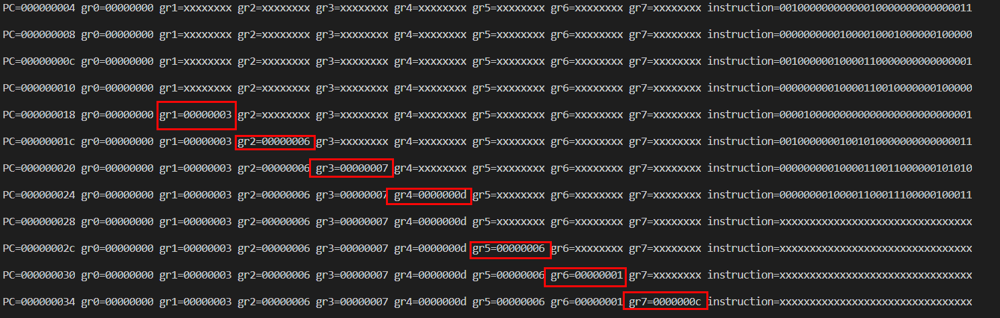 PC=000000004 gr0=00000000 gr1=xxxxxxxx gr2=xxxxxxxx gr3=xxxxxxxx gr4=xxxxxxxx gr5=xxxxxxxx gr6=xxxxxxxx gr7=xxxxxxxx instruction=00100000000000010000000000000011
PC=000000008 gr0=00000000 gr1=xxxxxxxx gr2=xxxxxxxx gr3=xxxxxxxx gr4=xxxxxxxx gr5=xxxxxxxx gr6=xxxxxxxx gr7=xxxxxxxx instruction=00000000001000010001000000100000
PC=00000000c gr0=00000000 gr1=xxxxxxxx gr2=xxxxxxxx gr3=xxxxxxxx gr4=xxxxxxxx gr5=xxxxxxxx gr6=xxxxxxxx gr7=xxxxxxxx instruction=00100000010000110000000000000001
PC=000000010 gr0=00000000 gr1=xxxxxxxx gr2=xxxxxxxx gr3=xxxxxxxx gr4=xxxxxxxx gr5=xxxxxxxx gr6=xxxxxxxx gr7=xxxxxxxx instruction=00000000010000110010000000100000
PC=000000018 gr0=00000000 gr1=00000003 gr2=xxxxxxxx gr3=xxxxxxxx gr4=xxxxxxxx gr5=xxxxxxxx gr6=xxxxxxxx gr7=xxxxxxxx instruction=00001000000000000000000000000001
PC=00000001c gr0=00000000 gr1=00000003 gr2=00000006 gr3=xxxxxxxx gr4=xxxxxxxx gr5=xxxxxxxx gr6=xxxxxxxx gr7=xxxxxxxx instruction=00100000001001010000000000000011
PC=000000020 gr0=00000000 gr1=00000003 gr2=00000006 gr3=00000007 gr4=xxxxxxxx gr5=xxxxxxxx gr6=xxxxxxxx gr7=xxxxxxxx instruction=00000000010000110011000000101010
PC=000000024 gr0=00000000 gr1=00000003 gr2=00000006 gr3=00000007 gr4=0000000d gr5=xxxxxxxx gr6=xxxxxxxx gr7=xxxxxxxx instruction=00000000100001100011100000100011
PC=000000028 gr0=00000000 gr1=00000003 gr2=00000006 gr3=00000007 gr4=0000000d gr5=xxxxxxxx gr6=xxxxxxxx gr7=xxxxxxxx instruction=xxxxxxxxxxxxxxxxxxxxxxxxxxxxxxxx
PC=00000002c gr0=00000000 gr1=00000003 gr2=00000006 gr3=00000007 gr4=0000000d gr5=00000006 gr6=xxxxxxxx gr7=xxxxxxxx instruction=xxxxxxxxxxxxxxxxxxxxxxxxxxxxxxxx
PC=000000030 gr0=00000000 gr1=00000003 gr2=00000006 gr3=00000007 gr4=0000000d gr5=00000006 gr6=00000001 gr7=xxxxxxxx instruction=xxxxxxxxxxxxxxxxxxxxxxxxxxxxxxxx
PC=000000034 gr0=00000000 gr1=00000003 gr2=00000006 gr3=00000007 gr4=0000000d gr5=00000006 gr6=00000001 gr7=0000000c instruction=xxxxxxxxxxxxxxxxxxxxxxxxxxxxxxxx